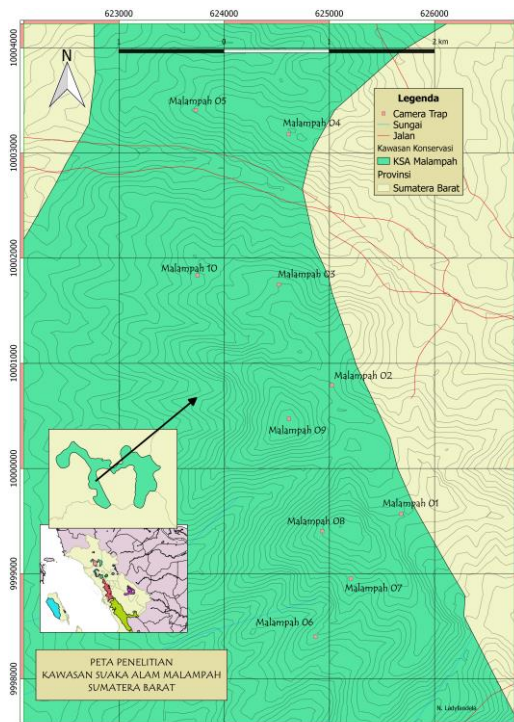 623000 624000 625000 626000
10004000
10003000
10002000
10001000
10000000
9999000
9998000
N
1 0 1 2 km
Malampah 05
Malampah 04
Legenda
Camera Trap
Sungai
Jalan
Kawasan Konservasi
KSA Malampah
Provinsi
Sumatera Barat
Malampah 10
Malampah 03
Malampah 02
Malampah 09
Malampah 01
Malampah 08
Malampah 07
Malampah 06
PETA PENELITIAN
KAWASAN SUAKA ALAM MALAMPAH
SUMATERA BARAT